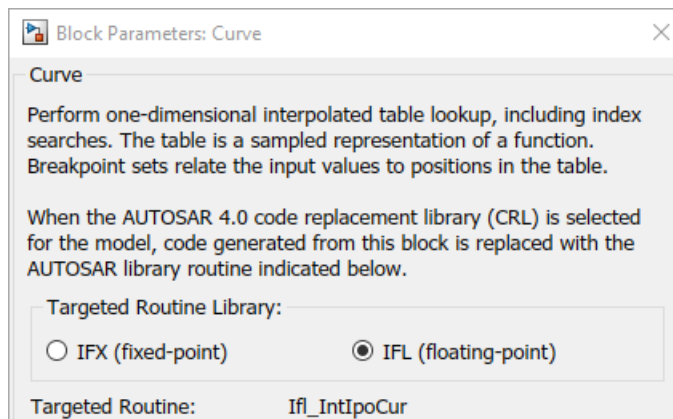 Block Parameters: Curve
Curve
Perform one-dimensional interpolated table lookup, including index
searches. The table is a sampled representation of a function.
Breakpoint sets relate the input values to positions in the table.
When the AUTOSAR 4.0 code replacement library (CRL) is selected
for the model, code generated from this block is replaced with the
AUTOSAR library routine indicated below.
Targeted Routine Library:
IFX (fixed-point) IFL (floating-point)
Targeted Routine: Ifl_IntIpoCur